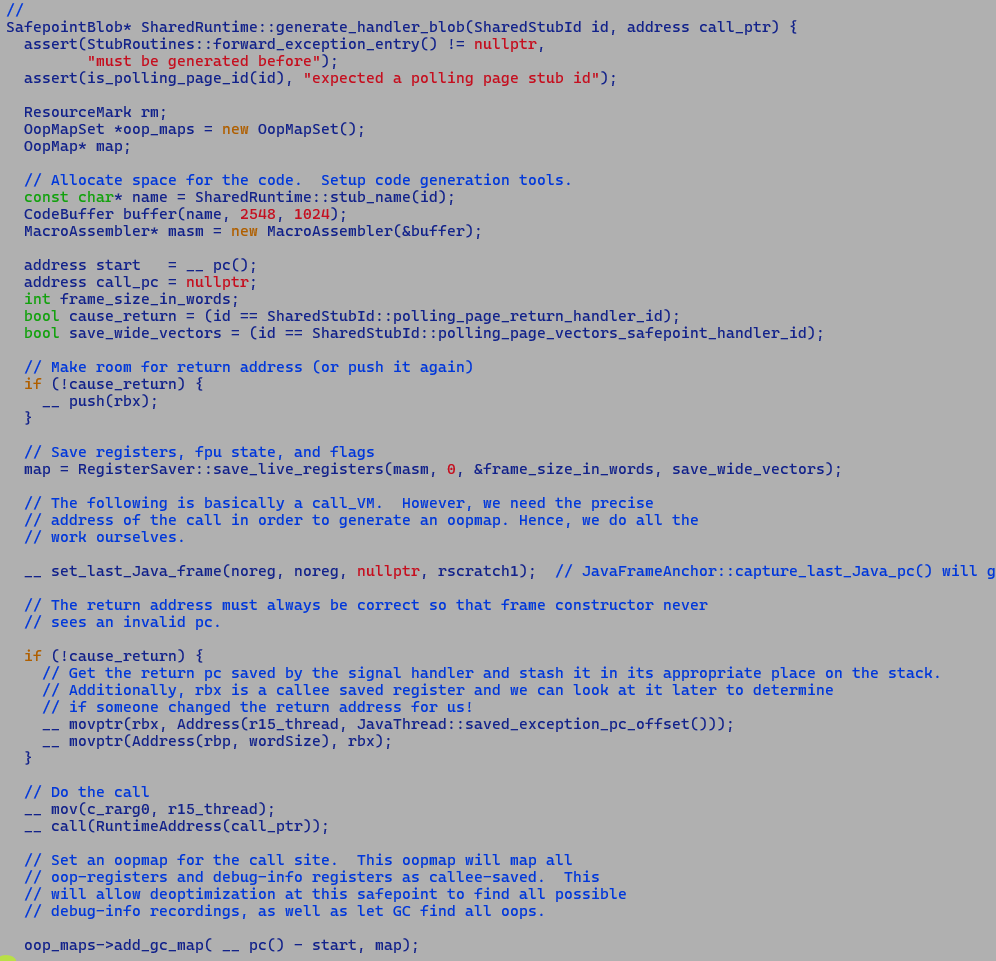 //
SafepointBlob* SharedRuntime::generate_handler_blob(SharedStubId id, address call_ptr) {
  assert(StubRoutines::forward_exception_entry() != nullptr,
         "must be generated before");
  assert(is_polling_page_id(id), "expected a polling page stub id");

  ResourceMark rm;
  OopMapSet *oop_maps = new OopMapSet();
  OopMap* map;

  // Allocate space for the code.  Setup code generation tools.
  const char* name = SharedRuntime::stub_name(id);
  CodeBuffer buffer(name, 2548, 1024);
  MacroAssembler* masm = new MacroAssembler(&buffer);

  address start   = __ pc();
  address call_pc = nullptr;
  int frame_size_in_words;
  bool cause_return = (id == SharedStubId::polling_page_return_handler_id);
  bool save_wide_vectors = (id == SharedStubId::polling_page_vectors_safepoint_handler_id);

  // Make room for return address (or push it again)
  if (!cause_return) {
    __ push(rbx);
  }

  // Save registers, fpu state, and flags
  map = RegisterSaver::save_live_registers(masm, 0, &frame_size_in_words, save_wide_vectors);

  // The following is basically a call_VM.  However, we need the precise
  // address of the call in order to generate an oopmap. Hence, we do all the
  // work ourselves.

  __ set_last_Java_frame(noreg, noreg, nullptr, rscratch1);  // JavaFrameAnchor::capture_last_Java_pc() will g

  // The return address must always be correct so that frame constructor never
  // sees an invalid pc.

  if (!cause_return) {
    // Get the return pc saved by the signal handler and stash it in its appropriate place on the stack.
    // Additionally, rbx is a callee saved register and we can look at it later to determine
    // if someone changed the return address for us!
    __ movptr(rbx, Address(r15_thread, JavaThread::saved_exception_pc_offset()));
    __ movptr(Address(rbp, wordSize), rbx);
  }

  // Do the call
  __ mov(c_rarg0, r15_thread);
  __ call(RuntimeAddress(call_ptr));

  // Set an oopmap for the call site.  This oopmap will map all
  // oop-registers and debug-info registers as callee-saved.  This
  // will allow deoptimization at this safepoint to find all possible
  // debug-info recordings, as well as let GC find all oops.

  oop_maps->add_gc_map( __ pc() - start, map);